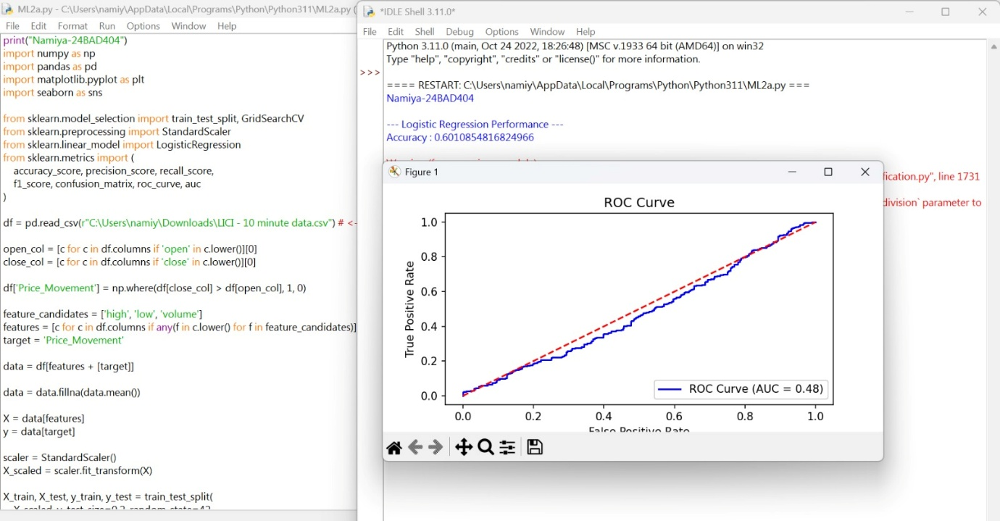 ML2a.py - C:\Users\namiy\AppData\Local\Programs\Python\Python311\ML2a.py (
File Edit Format Run Options Window Help
print("Namiya-24BAD404")
import numpy as np
import pandas as pd
import matplotlib.pyplot as plt
import seaborn as sns
from sklearn.model_selection import train_test_split, GridSearchCV
from sklearn.preprocessing import StandardScaler
from sklearn.linear_model import LogisticRegression
from sklearn.metrics import (
accuracy_score, precision_score, recall_score,
f1_score, confusion_matrix, roc_curve, auc
)
df = pd.read_csv(r"C:\Users\namiy\Downloads\LICI - 10 minute data.csv") # <-
open_col = [c for c in df.columns if 'open' in c.lower()][0]
close_col = [c for c in df.columns if 'close' in c.lower()][0]
df['Price_Movement'] = np.where(df[close_col] > df[open_col], 1, 0)
feature_candidates = ['high', 'low', 'volume']
features = [c for c in df.columns if any(f in c.lower() for f in feature_candidates)]
target = 'Price_Movement'
data = df[features + [target]]
data = data.fillna(data.mean())
X = data[features]
y = data[target]
scaler = StandardScaler()
X_scaled = scaler.fit_transform(X)
X_train, X_test, y_train, y_test = train_test_split(
X_scaled, y, test_size=0.2, random_state=42
*IDLE Shell 3.11.0*
File Edit Shell Debug Options Window Help
Python 3.11.0 (main, Oct 24 2022, 18:26:48) [MSC v.1933 64 bit (AMD64)] on win32
Type "help", "copyright", "credits" or "license()" for more information.
>>>
==== RESTART: C:\Users\namiy\AppData\Local\Programs\Python\Python311\ML2a.py ===
Namiya-24BAD404
--- Logistic Regression Performance ---
Accuracy : 0.6010854816824966
fication.py", line 1731
division` parameter to
Figure 1
ROC Curve
True Positive Rate
1.0
0.8
0.6
0.4
0.2
0.0
ROC Curve (AUC = 0.48)
0.0 0.2 0.4 0.6 0.8 1.0
False Positive Rate